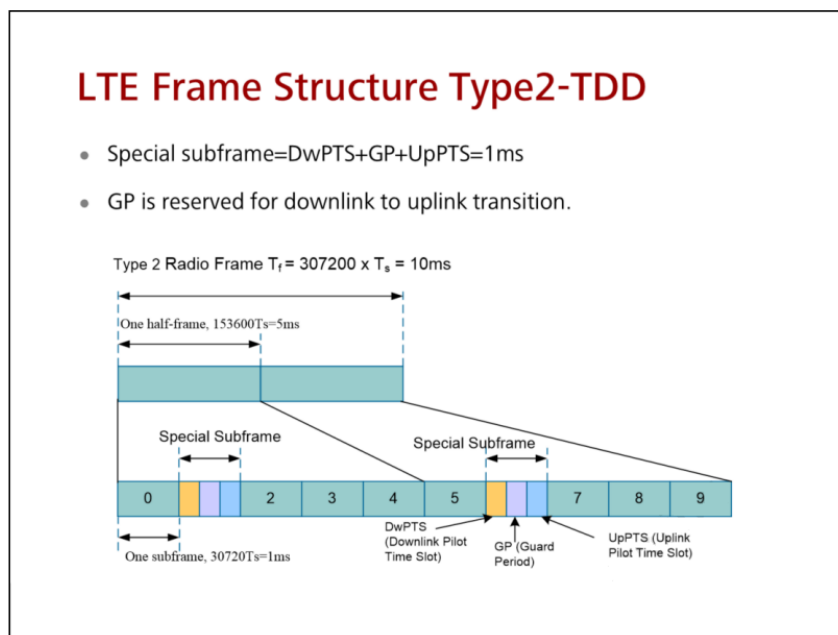 LTE Frame Structure Type2-TDD
Special subframe=DwPTS+GP+UpPTS=1ms
GP is reserved for downlink to uplink transition.
Type 2 Radio Frame Tf = 307200 x Ts = 10ms
One half-frame, 153600Ts=5ms
Special Subframe
Special Subframe
0 2 3 4 5 7 8 9
DwPTS
(Downlink Pilot
Time Slot)
GP (Guard
Period)
UpPTS (Uplink
Pilot Time Slot)
One subframe, 30720Ts=1ms